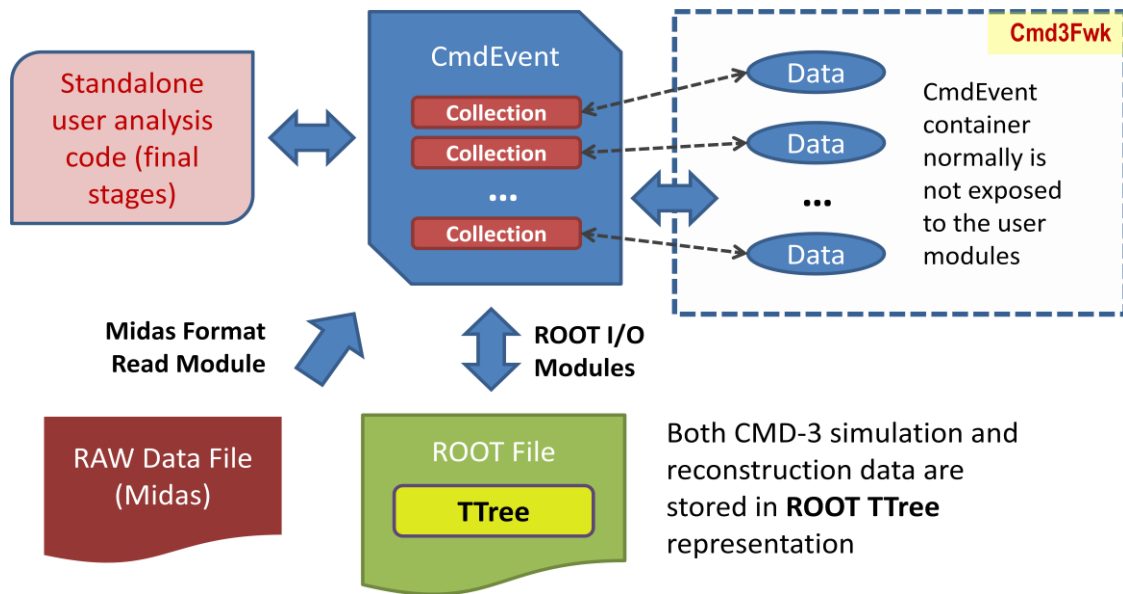 Standalone
user analysis
code (final
stages)
CmdEvent
Collection
Collection
...
Collection
Cmd3Fwk
Data
Data
...
Data
CmdEvent
container
normally is
not exposed
to the user
modules
Midas Format
Read Module
ROOT I/O
Modules
RAW Data File
(Midas)
ROOT File
TTree
Both CMD-3 simulation and
reconstruction data are
stored in ROOT TTree
representation